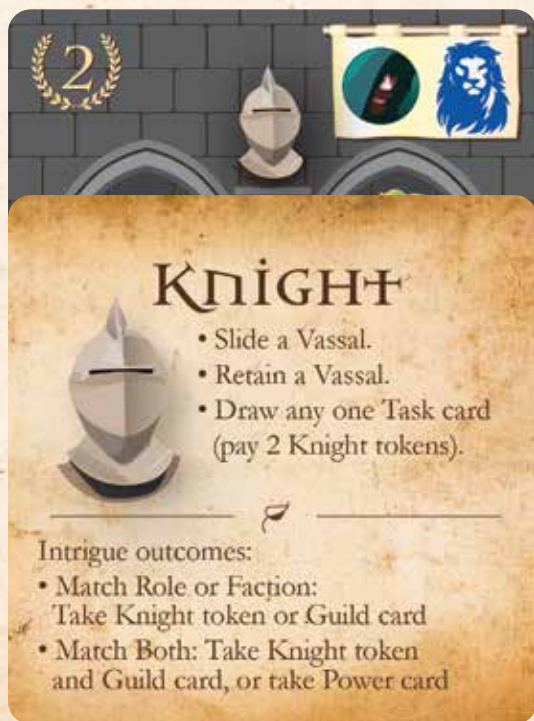 2
KNIGHT
• Slide a Vassal.
• Retain a Vassal.
• Draw any one Task card
(pay 2 Knight tokens).
Intrigue outcomes:
• Match Role or Faction:
Take Knight token or Guild card
• Match Both: Take Knight token
and Guild card, or take Power card